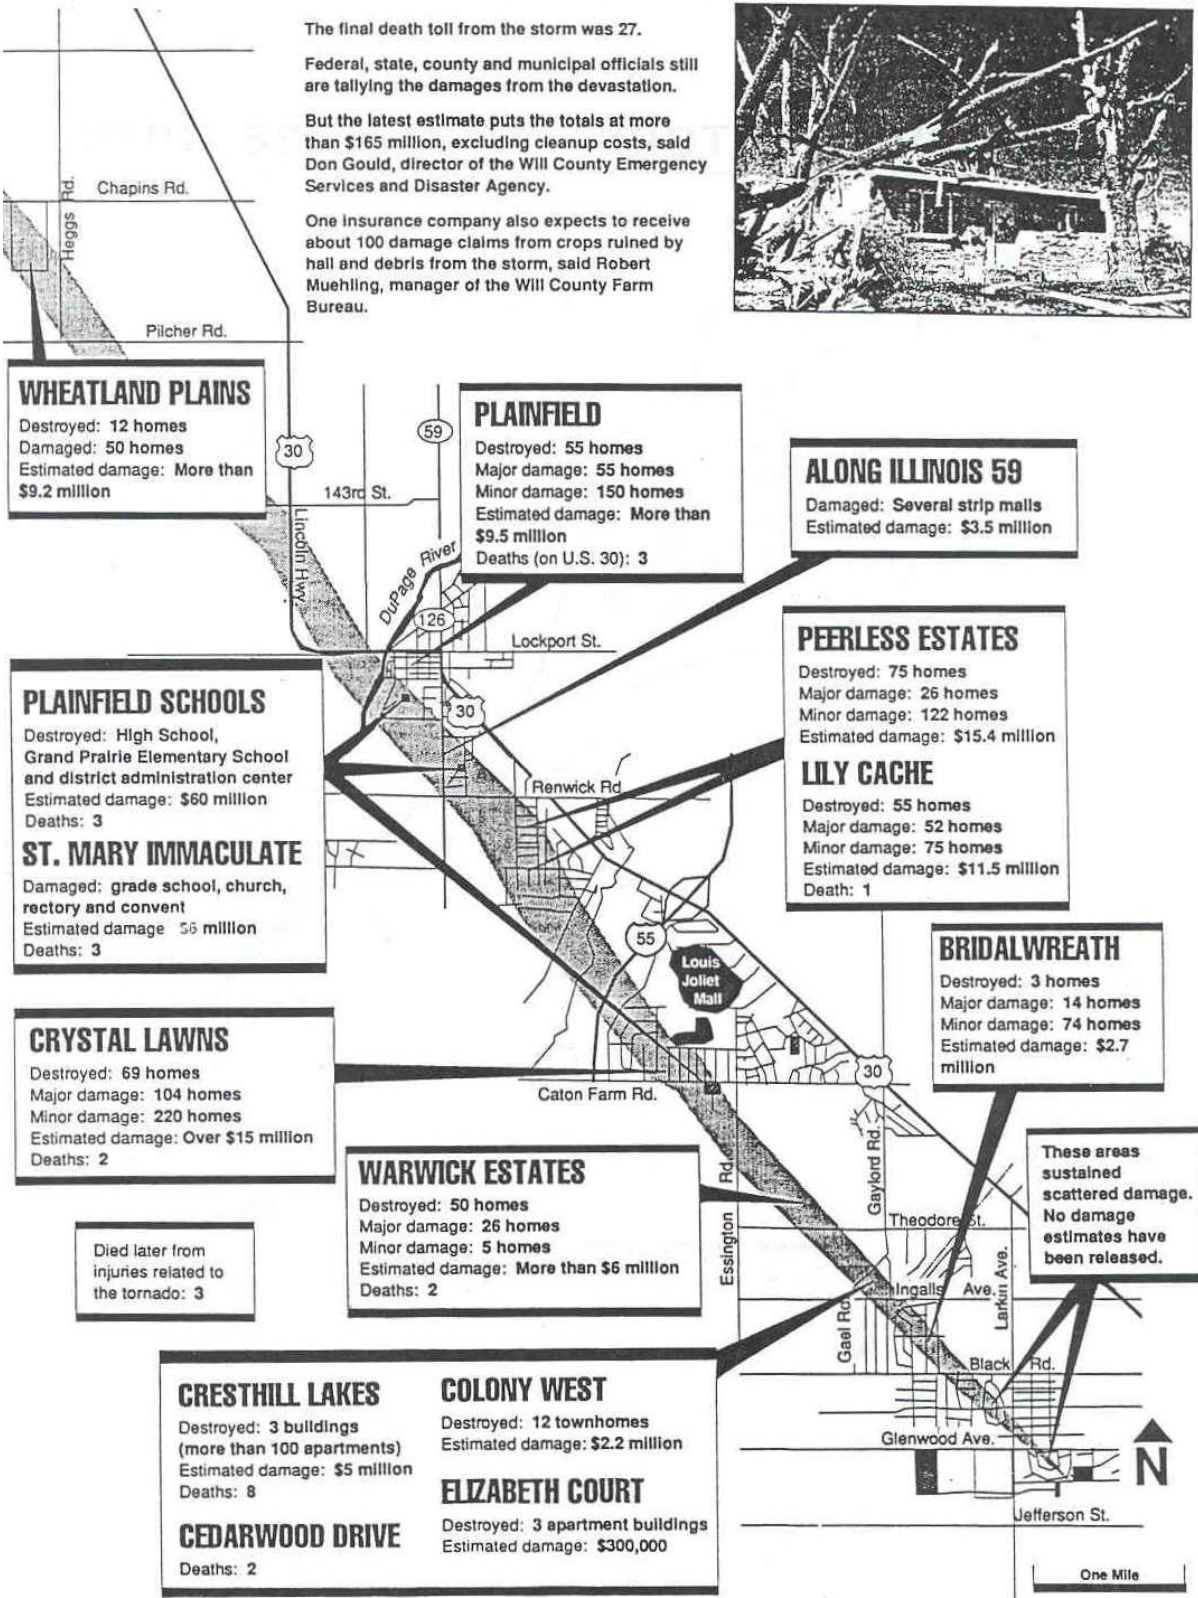 The final death toll from the storm was 27.
Federal, state, county and municipal officials still
are tallying the damages from the devastation.
But the latest estimate puts the totals at more
than $165 million, excluding cleanup costs, said
Don Gould, director of the Will County Emergency
Services and Disaster Agency.
One insurance company also expects to receive
about 100 damage claims from crops ruined by
hail and debris from the storm, said Robert
Muehling, manager of the Will County Farm
Bureau.
Heggs Rd.
Chapins Rd.
Pilcher Rd.
WHEATLAND PLAINS
Destroyed: 12 homes
Damaged: 50 homes
Estimated damage: More than
$9.2 million
30
59
143rd St.
Lincoln Hwy.
DuPage River
126
Lockport St.
PLAINFIELD
Destroyed: 55 homes
Major damage: 55 homes
Minor damage: 150 homes
Estimated damage: More than
$9.5 million
Deaths (on U.S. 30): 3
ALONG ILLINOIS 59
Damaged: Several strip malls
Estimated damage: $3.5 million
PEERLESS ESTATES
Destroyed: 75 homes
Major damage: 26 homes
Minor damage: 122 homes
Estimated damage: $15.4 million
LILY CACHE
Destroyed: 55 homes
Major damage: 52 homes
Minor damage: 75 homes
Estimated damage: $11.5 million
Death: 1
PLAINFIELD SCHOOLS
Destroyed: High School,
Grand Prairie Elementary School
and district administration center
Estimated damage: $60 million
Deaths: 3
ST. MARY IMMACULATE
Damaged: grade school, church,
rectory and convent
Estimated damage $6 million
Deaths: 3
30
Renwick Rd
55
Louis
Joliet
Mall
BRIDALWREATH
Destroyed: 3 homes
Major damage: 14 homes
Minor damage: 74 homes
Estimated damage: $2.7
million
CRYSTAL LAWNS
Destroyed: 69 homes
Major damage: 104 homes
Minor damage: 220 homes
Estimated damage: Over $15 million
Deaths: 2
Caton Farm Rd.
30
Gaylord Rd.
Essington Rd.
Theodore St.
These areas
sustained
scattered damage.
No damage
estimates have
been released.
WARWICK ESTATES
Destroyed: 50 homes
Major damage: 26 homes
Minor damage: 5 homes
Estimated damage: More than $6 million
Deaths: 2
Died later from
injuries related to
the tornado: 3
Ingalls Ave.
Larkin Ave.
Gael Rd.
Black Rd.
Glenwood Ave.
Jefferson St.
N
One Mile
CRESTHILL LAKES
Destroyed: 3 buildings
(more than 100 apartments)
Estimated damage: $5 million
Deaths: 8
CEDARWOOD DRIVE
Deaths: 2
COLONY WEST
Destroyed: 12 townhomes
Estimated damage: $2.2 million
ELIZABETH COURT
Destroyed: 3 apartment buildings
Estimated damage: $300,000